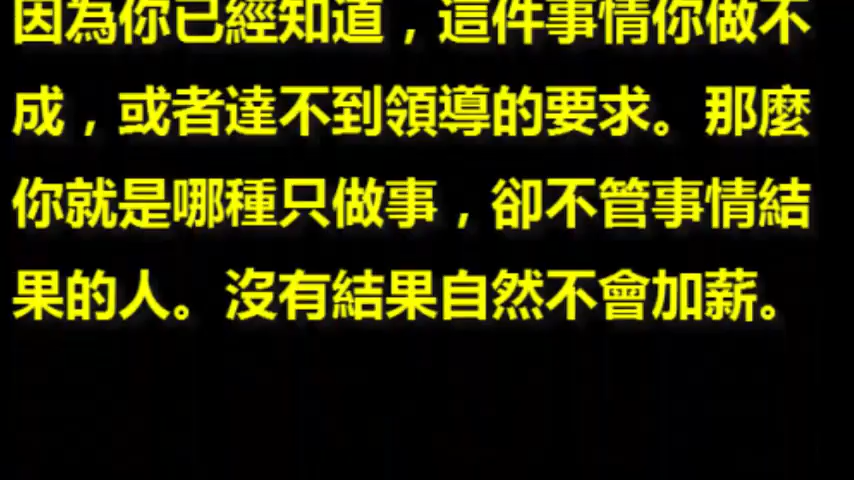 因為你已經知道，這件事情你做不
成，或者達不到領導的要求。那麼
你就是哪種只做事，卻不管事情結
果的人。沒有結果自然不會加薪。